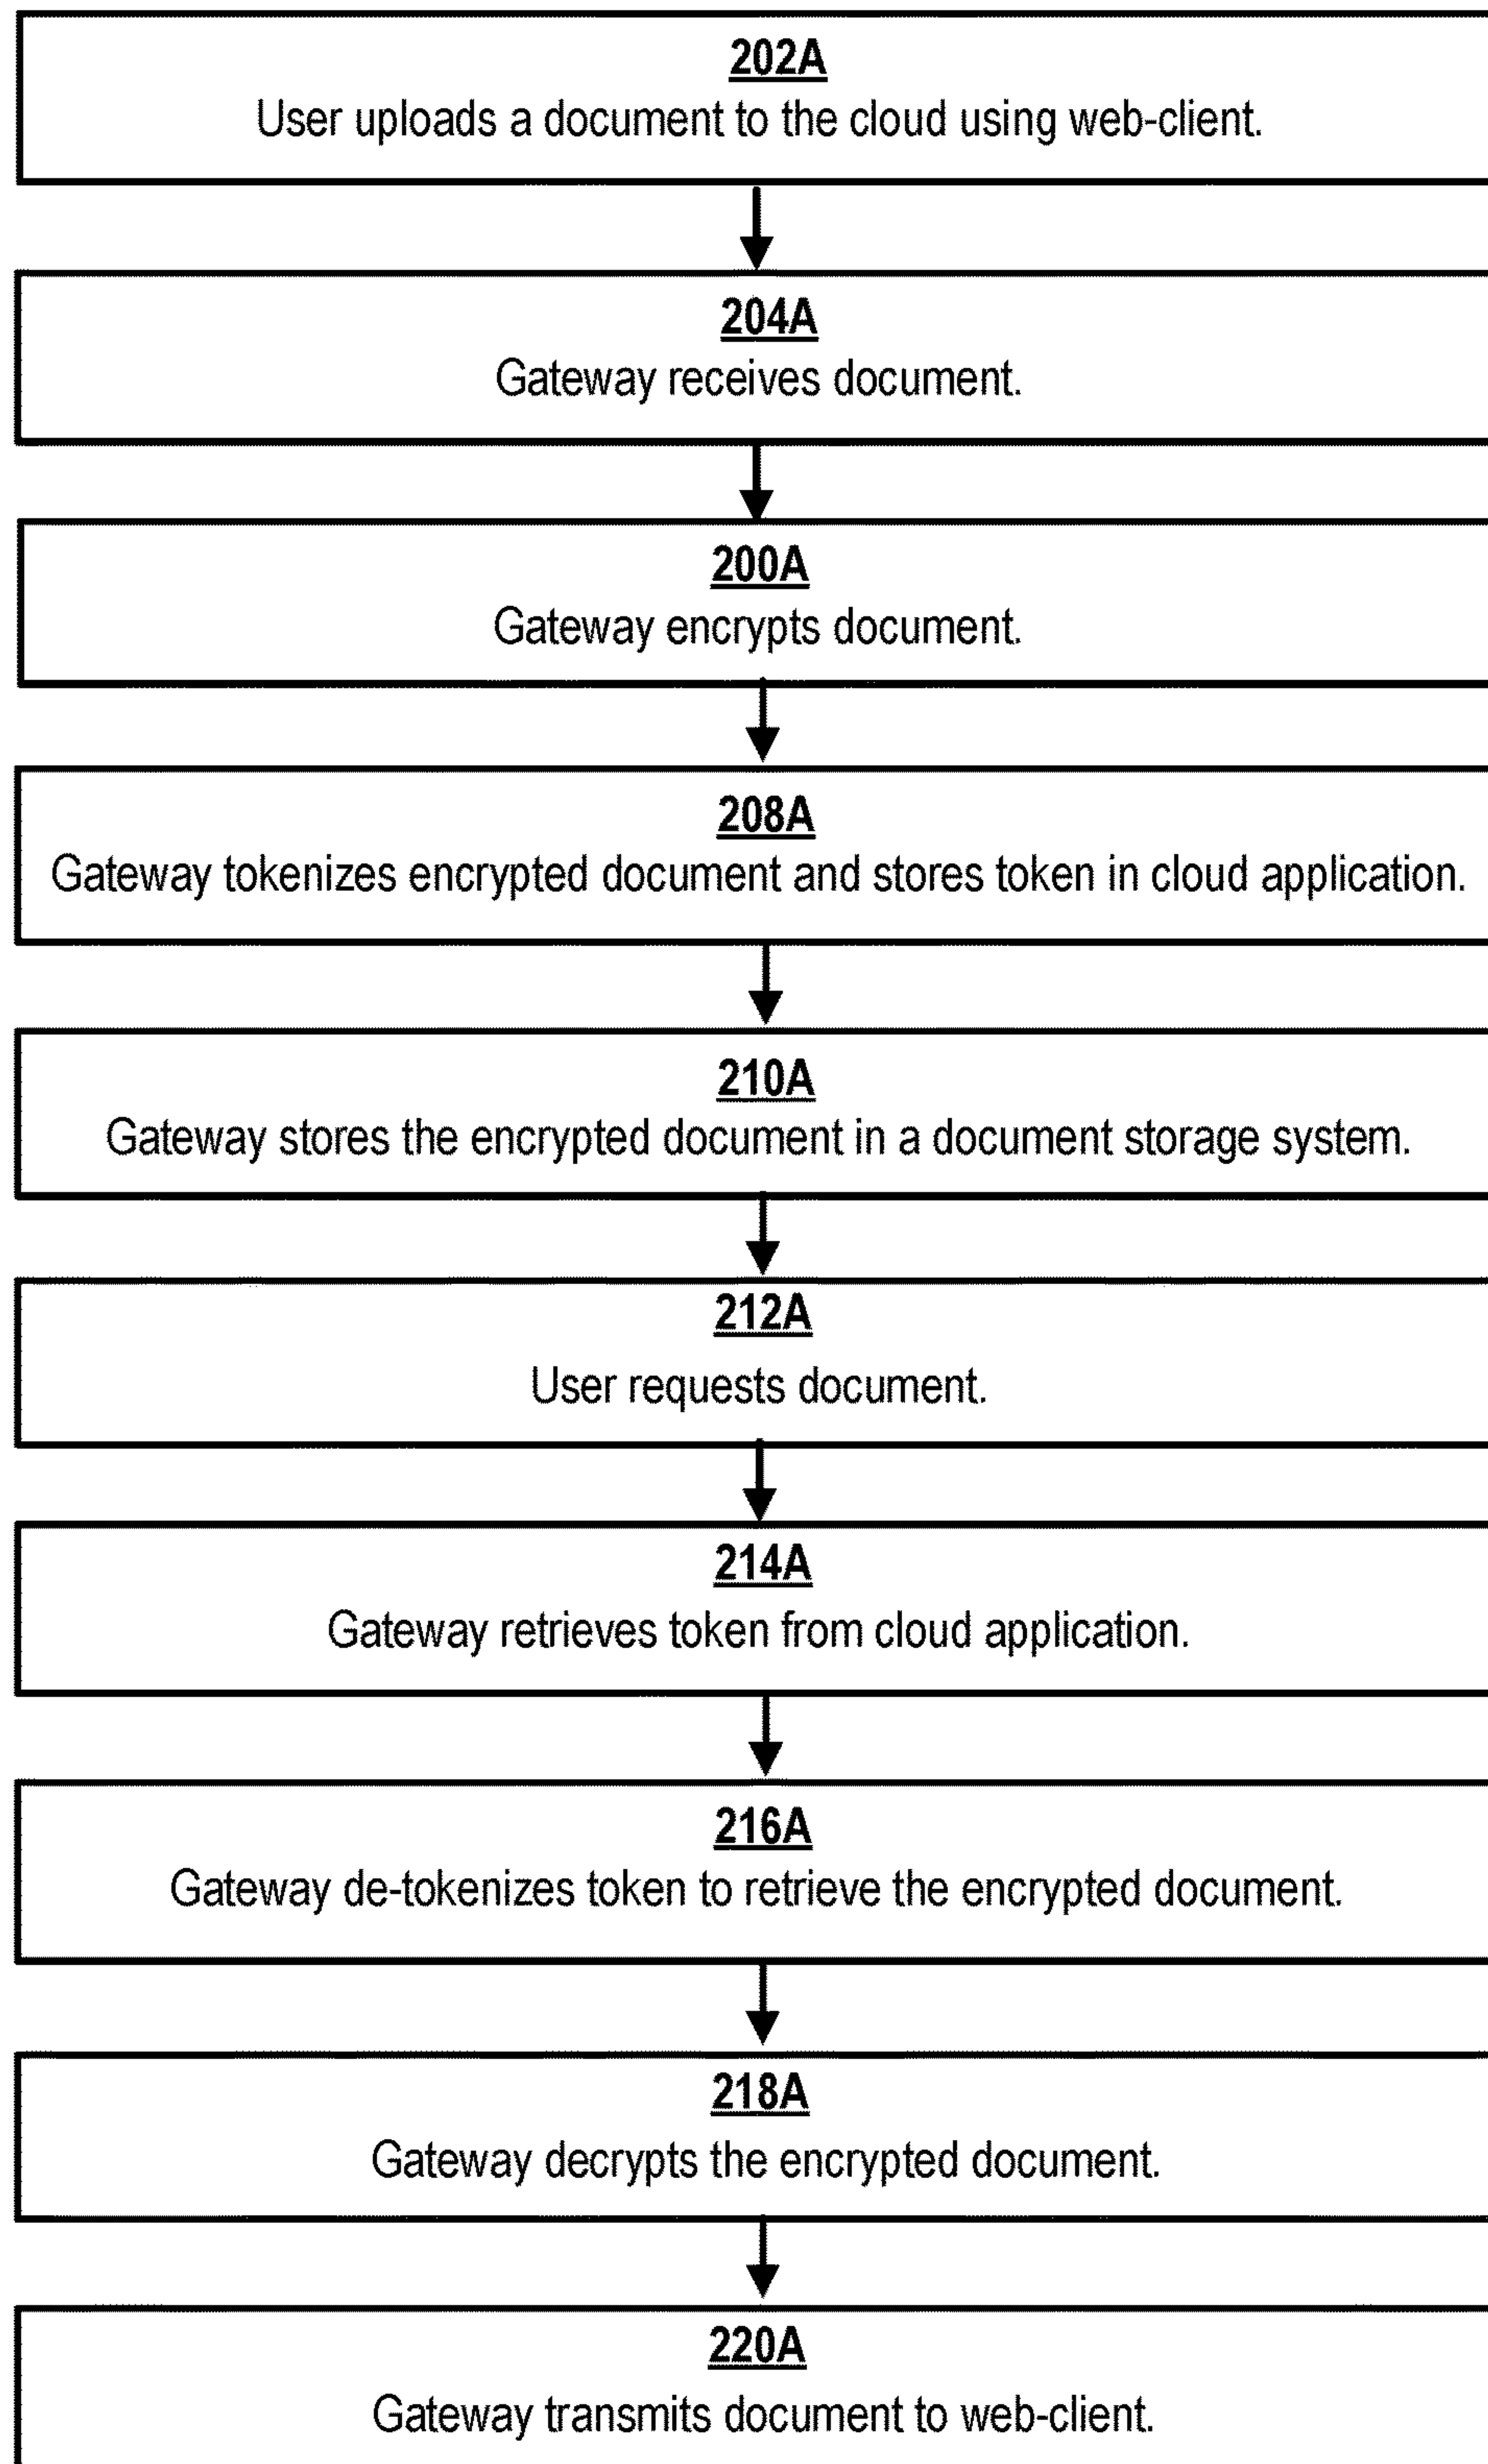 202A
User uploads a document to the cloud using web-client.
204A
Gateway receives document.
200A
Gateway encrypts document.
208A
Gateway tokenizes encrypted document and stores token in cloud application.
210A
Gateway stores the encrypted document in a document storage system.
212A
User requests document.
214A
Gateway retrieves token from cloud application.
216A
Gateway de-tokenizes token to retrieve the encrypted document.
218A
Gateway decrypts the encrypted document.
220A
Gateway transmits document to web-client.